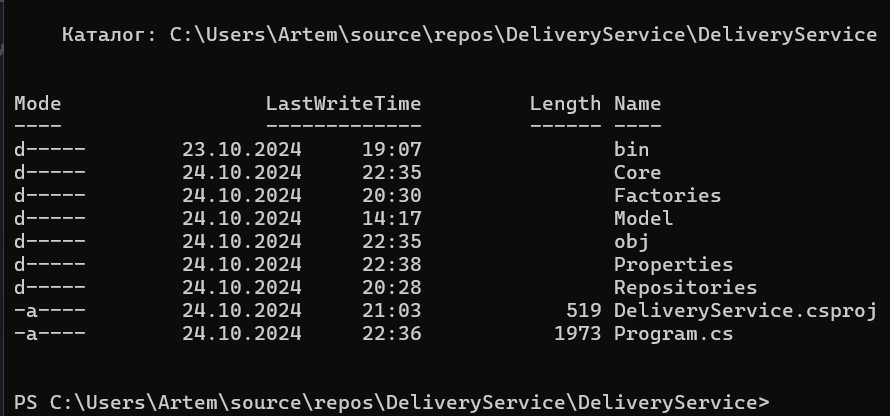 Каталог: C:\Users\Artem\source\repos\DeliveryService\DeliveryService
Mode LastWriteTime Length Name
---- ------------- ------ ----
d----- 23.10.2024 19:07 bin
d----- 24.10.2024 22:35 Core
d----- 24.10.2024 20:30 Factories
d----- 24.10.2024 14:17 Model
d----- 24.10.2024 22:35 obj
d----- 24.10.2024 22:38 Properties
d----- 24.10.2024 20:28 Repositories
-a---- 24.10.2024 21:03 519 DeliveryService.csproj
-a---- 24.10.2024 22:36 1973 Program.cs
PS C:\Users\Artem\source\repos\DeliveryService\DeliveryService>